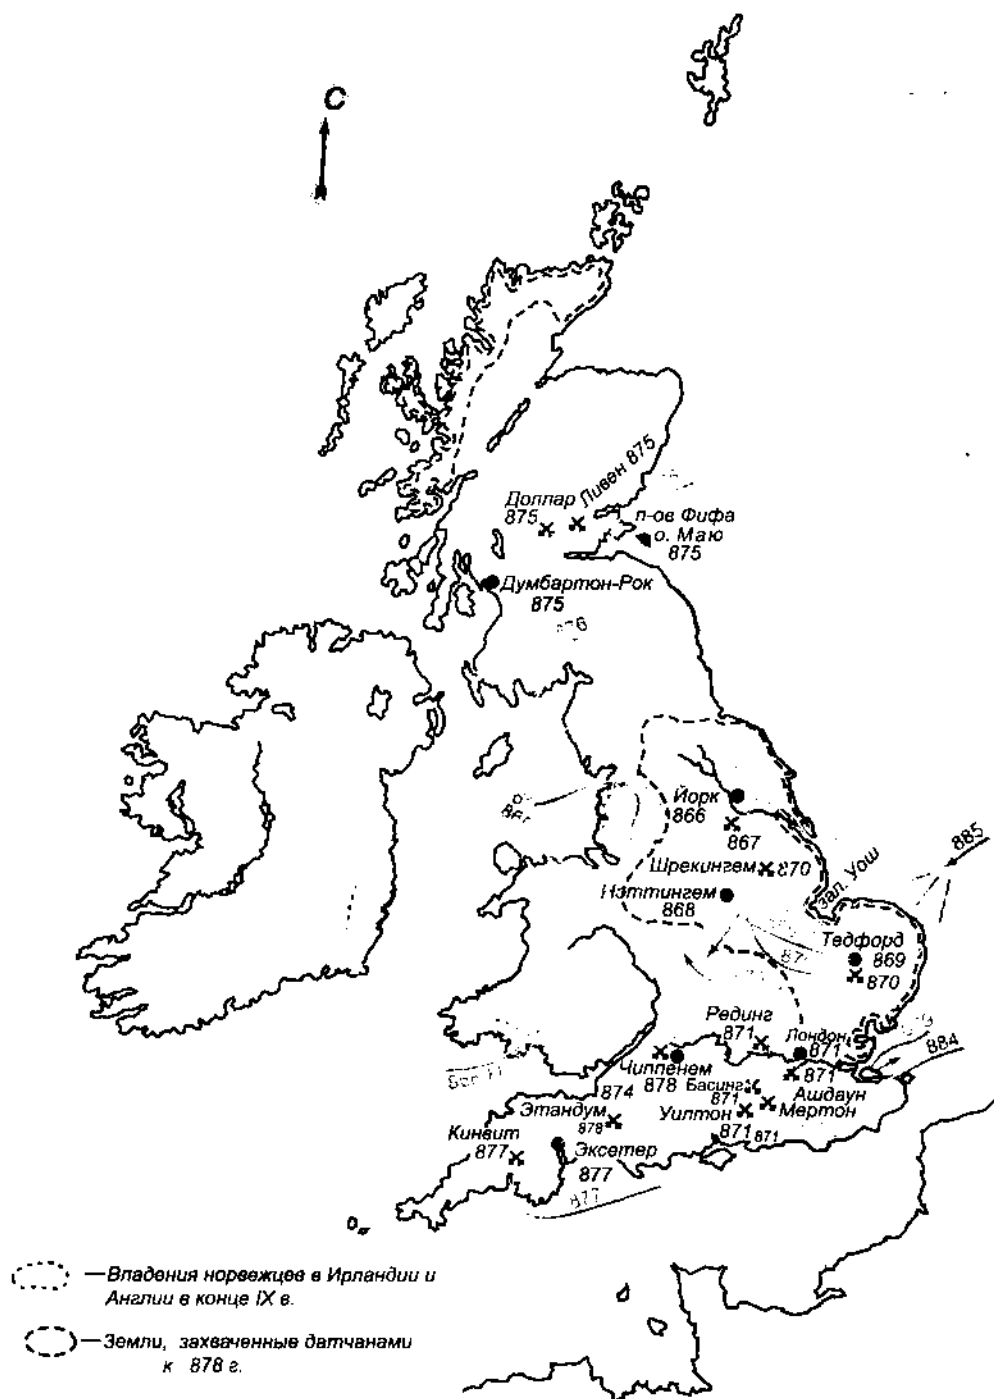 С
Ливен 875
Доллар
875
п-ов Фифа
о. Маю
875
Думбартон-Рок
875
876
Йорк
866
867
885
Шрекингем 870
зал. Уош
Нэттингем
868
Тедфорд
869
870
Рединг
871
Лондон
871
884
Чиппенем
878
874
871
Басинг
871
Ашдаун
Мертон
Этандум
878
Уилтон
871
871
Кинвит
877
Эксетер
877
877
—Владения норвежцев в Ирландии и
Англии в конце IX в.
—Земли, захваченные датчанами
к 878 г.